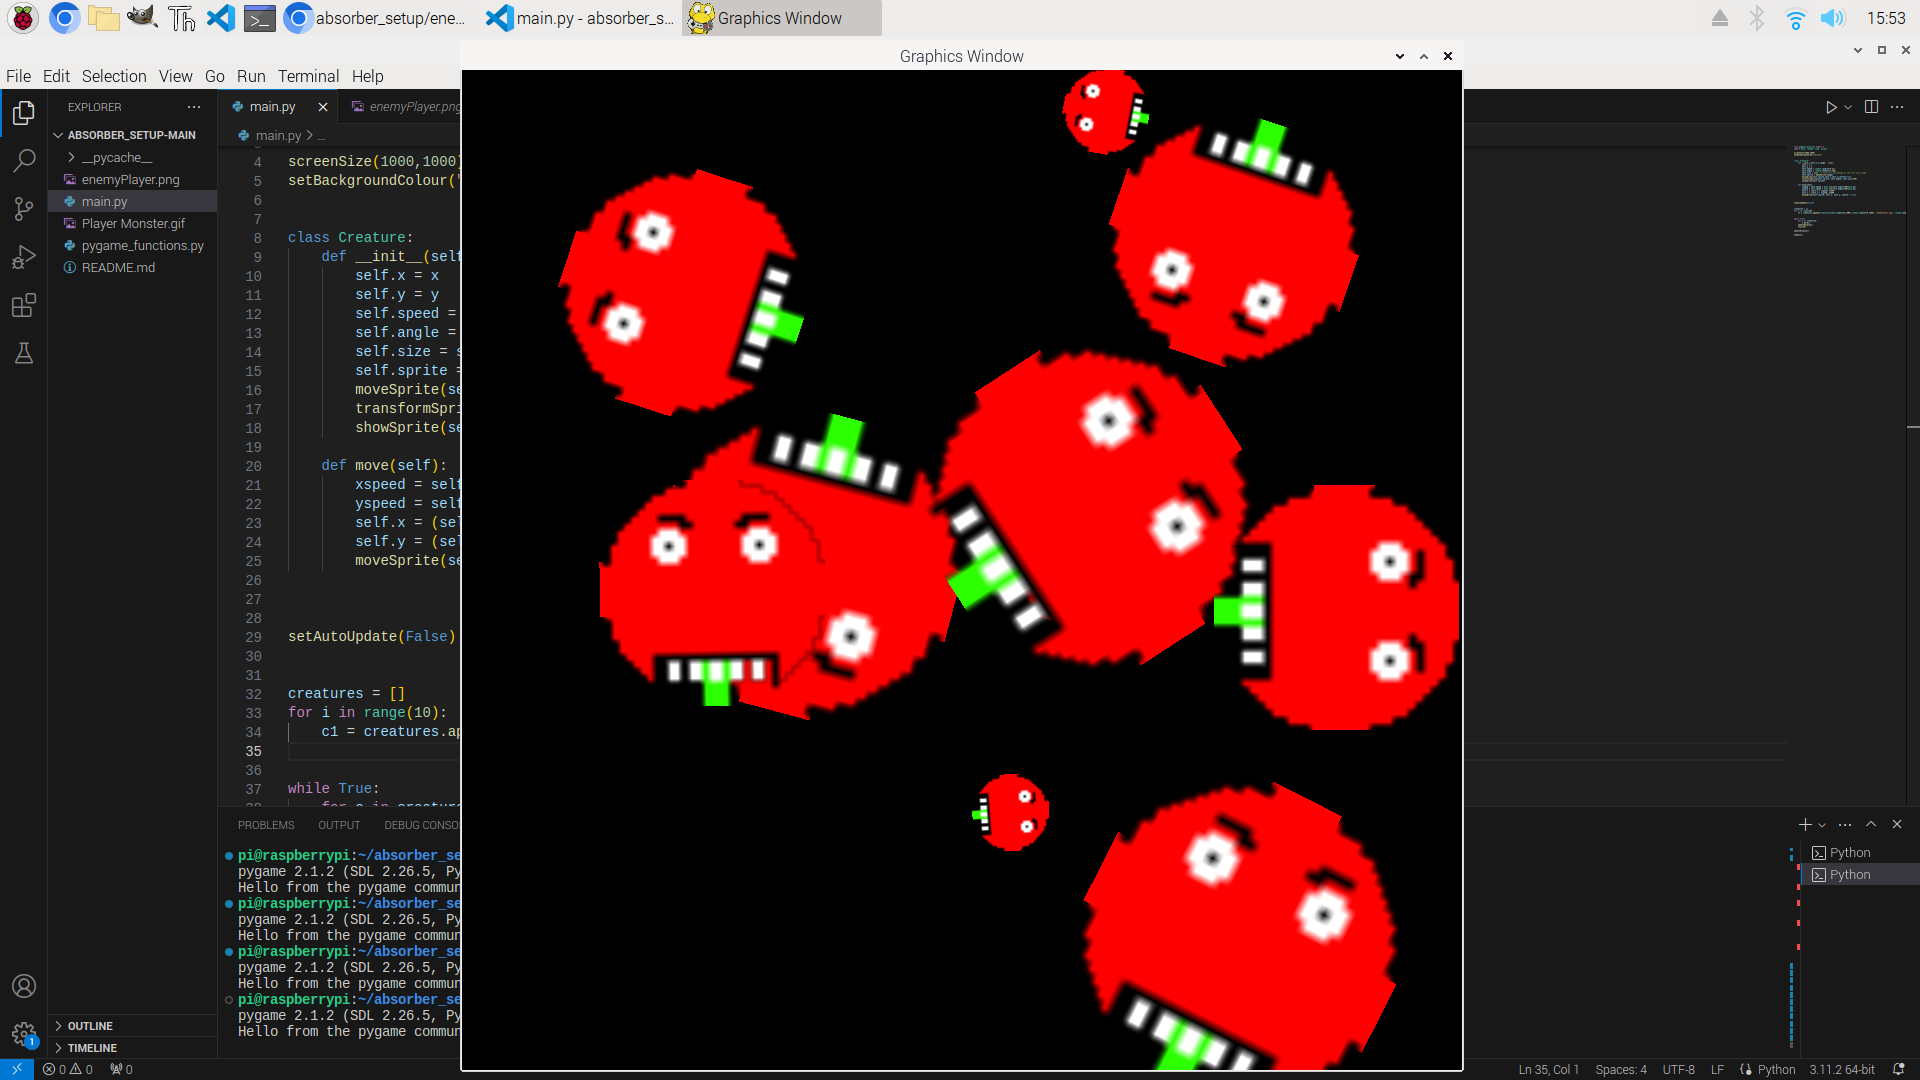 absorber_setup/ene...
main.py - absorber_s...
Graphics Window
15:53
Graphics Window
File Edit Selection View Go Run Terminal Help
EXPLORER
ABSORBER_SETUP-MAIN
__pycache__
enemyPlayer.png
main.py
Player Monster.gif
pygame_functions.py
README.md
OUTLINE
TIMELINE
main.py
enemyPlayer.png
main.py > ...
4 screenSize(1000,1000)
5 setBackgroundColour('
6
7
8 class Creature:
9 def __init__(self
10 self.x = x
11 self.y = y
12 self.speed =
13 self.angle =
14 self.size = s
15 self.sprite =
16 moveSprite(se
17 transformSpri
18 showSprite(se
19
20 def move(self):
21 xspeed = self
22 yspeed = self
23 self.x = (sel
24 self.y = (sel
25 moveSprite(se
26
27
28
29 setAutoUpdate(False)
30
31
32 creatures = []
33 for i in range(10):
34 c1 = creatures.ap
35
36
37 while True:
38 for c in creature
PROBLEMS OUTPUT DEBUG CONSO
pi@raspberrypi:~/absorber_se
pygame 2.1.2 (SDL 2.26.5, Py
Hello from the pygame commun
pi@raspberrypi:~/absorber_se
pygame 2.1.2 (SDL 2.26.5, Py
Hello from the pygame commun
pi@raspberrypi:~/absorber_se
pygame 2.1.2 (SDL 2.26.5, Py
Hello from the pygame commun
pi@raspberrypi:~/absorber_se
pygame 2.1.2 (SDL 2.26.5, Py
Hello from the pygame commun
Python
Python
1
0 0 0
Ln 35, Col 1 Spaces: 4 UTF-8 LF Python 3.11.2 64-bit